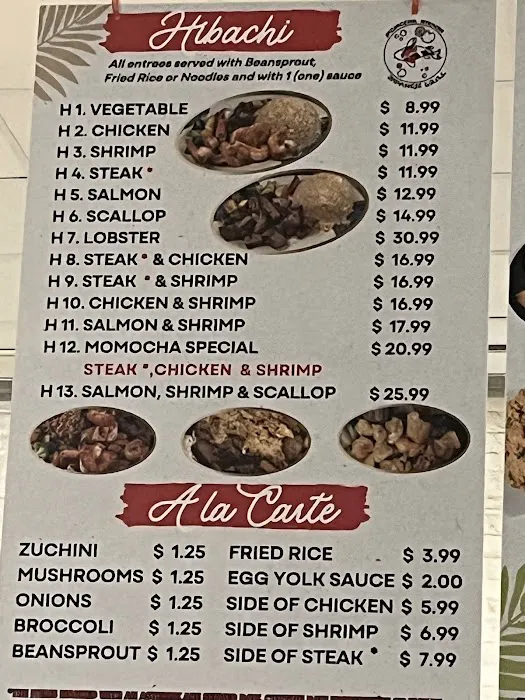 Hibachi
All entrees served with Beansprout,
Fried Rice or Noodles and with 1 (one) sauce
H 1. VEGETABLE $ 8.99
H 2. CHICKEN $ 11.99
H 3. SHRIMP $ 11.99
H 4. STEAK * $ 11.99
H 5. SALMON $ 12.99
H 6. SCALLOP $ 14.99
H 7. LOBSTER $ 30.99
H 8. STEAK * & CHICKEN $ 16.99
H 9. STEAK * & SHRIMP $ 16.99
H 10. CHICKEN & SHRIMP $ 16.99
H 11. SALMON & SHRIMP $ 17.99
H 12. MOMOCHA SPECIAL $ 20.99
STEAK *, CHICKEN & SHRIMP
H 13. SALMON, SHRIMP & SCALLOP $ 25.99
A la Carte
ZUCHINI $ 1.25 FRIED RICE $ 3.99
MUSHROOMS $ 1.25 EGG YOLK SAUCE $ 2.00
ONIONS $ 1.25 SIDE OF CHICKEN $ 5.99
BROCCOLI $ 1.25 SIDE OF SHRIMP $ 6.99
BEANSPROUT $ 1.25 SIDE OF STEAK * $ 7.99